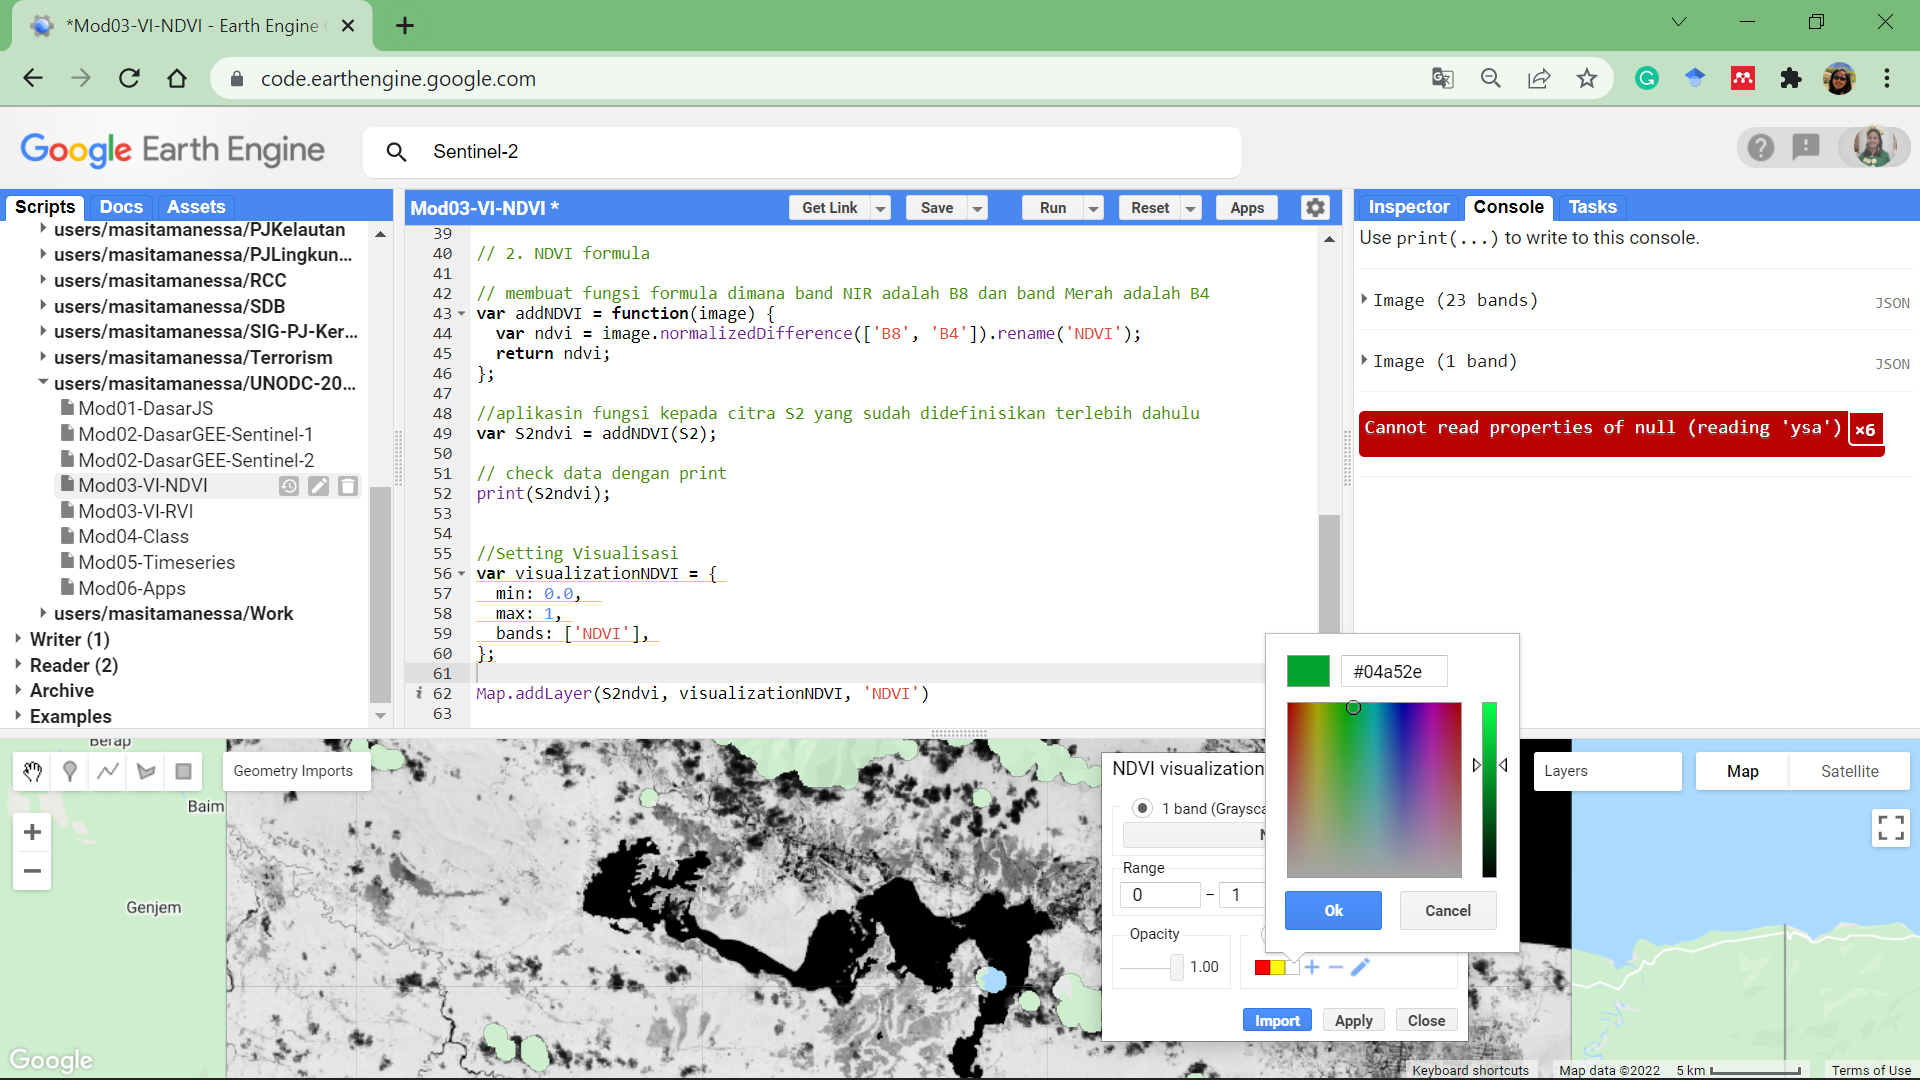 *Mod03-VI-NDVI - Earth Engine
code.earthengine.google.com
Google Earth Engine
Sentinel-2
Scripts
Docs
Assets
users/masitamanessa/PJKelautan
users/masitamanessa/PJLingkun...
users/masitamanessa/RCC
users/masitamanessa/SDB
users/masitamanessa/SIG-PJ-Ker...
users/masitamanessa/Terrorism
users/masitamanessa/UNODC-20...
Mod01-DasarJS
Mod02-DasarGEE-Sentinel-1
Mod02-DasarGEE-Sentinel-2
Mod03-VI-NDVI
Mod03-VI-RVI
Mod04-Class
Mod05-Timeseries
Mod06-Apps
users/masitamanessa/Work
Writer (1)
Reader (2)
Archive
Examples
Mod03-VI-NDVI *
Get Link
Save
Run
Reset
Apps
39
40 // 2. NDVI formula
41
42 // membuat fungsi formula dimana band NIR adalah B8 dan band Merah adalah B4
43 var addNDVI = function(image) {
44 var ndvi = image.normalizedDifference(['B8', 'B4']).rename('NDVI');
45 return ndvi;
46 };
47
48 //aplikasin fungsi kepada citra S2 yang sudah didefinisikan terlebih dahulu
49 var S2ndvi = addNDVI(S2);
50
51 // check data dengan print
52 print(S2ndvi);
53
54
55 //Setting Visualisasi
56 var visualizationNDVI = {
57 min: 0.0,
58 max: 1,
59 bands: ['NDVI'],
60 };
61
i 62 Map.addLayer(S2ndvi, visualizationNDVI, 'NDVI')
63
Inspector
Console
Tasks
Use print(...) to write to this console.
Image (23 bands)
JSON
Image (1 band)
JSON
Cannot read properties of null (reading 'ysa')
×6
#04a52e
Ok
Cancel
Geometry Imports
Berap
Baim
Genjem
NDVI visualization
1 band (Graysca
Range
0 – 1
Opacity
1.00
Import
Apply
Close
Layers
Map
Satellite
Google
Keyboard shortcuts
Map data ©2022
5 km
Terms of Use